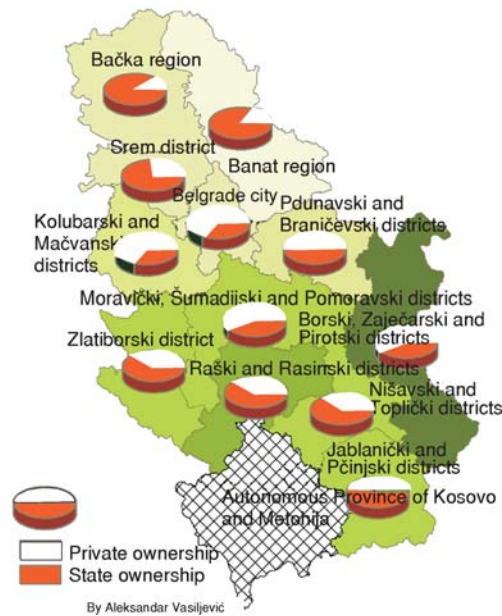 Bačka region
Srem district
Banat region
Belgrade city
Pdunavski and
Braničevski districts
Kolubarski and
Mačvanski
districts
Moravički, Šumadijski and Pomoravski districts
Borski, Zaječarski and
Pirotski districts
Zlatiborski district
Raški and Rasinski districts
Nišavski and
Toplički districts
Jablanički and
Pčinjski districts
Autonomous Province of Kosovo
and Metohija
Private ownership
State ownership
By Aleksandar Vasiljević